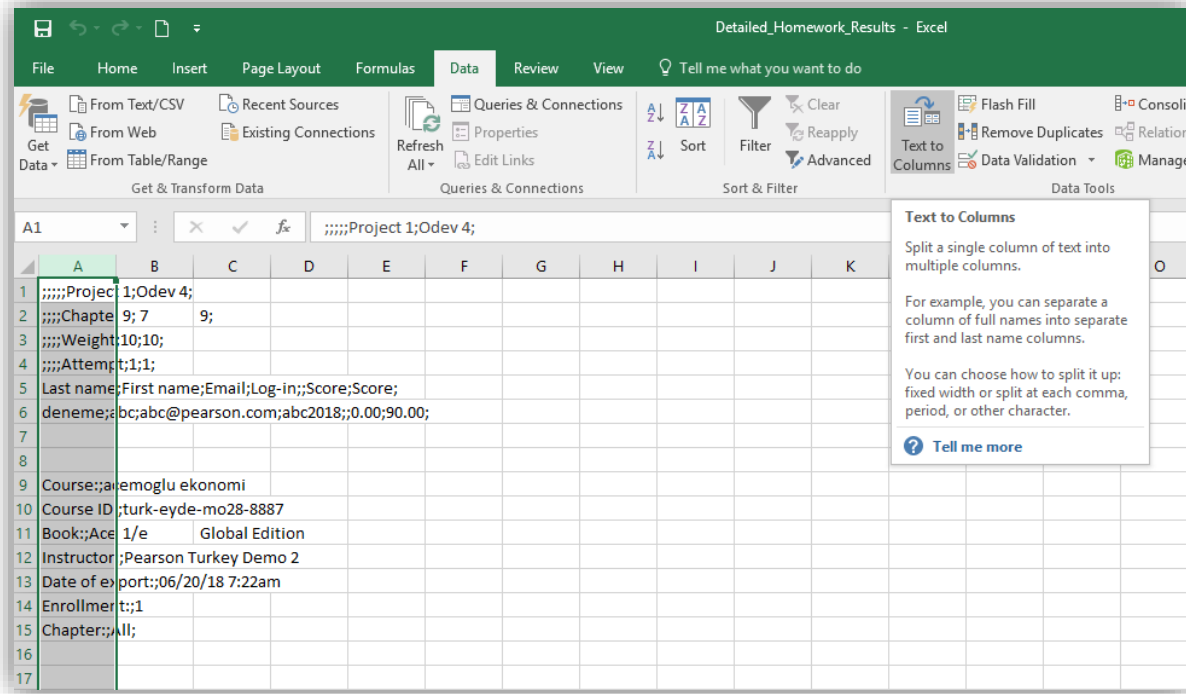 Detailed_Homework_Results - Excel
File Home Insert Page Layout Formulas Data Review View Tell me what you want to do
Get Data
From Text/CSV
From Web
From Table/Range
Recent Sources
Existing Connections
Get & Transform Data
Refresh All
Queries & Connections
Properties
Edit Links
Queries & Connections
Sort
Filter
Clear
Reapply
Advanced
Sort & Filter
Text to Columns
Flash Fill
Remove Duplicates
Data Validation
Consoli
Relation
Manage
Data Tools
A1 fx ;;;;;Project 1;Odev 4;
Text to Columns
Split a single column of text into
multiple columns.
For example, you can separate a
column of full names into separate
first and last name columns.
You can choose how to split it up:
fixed width or split at each comma,
period, or other character.
Tell me more
A B C D E F G H I J K O
1 ;;;;;Project 1;Odev 4;
2 ;;;;Chapte 9; 7 9;
3 ;;;;Weight;10;10;
4 ;;;;Attempt;1;1;
5 Last name;First name;Email;Log-in;;Score;Score;
6 deneme;abc;abc@pearson.com;abc2018;;0.00;90.00;
7
8
9 Course:;acemoglu ekonomi
10 Course ID:;turk-eyde-mo28-8887
11 Book:;Ace 1/e Global Edition
12 Instructor:;Pearson Turkey Demo 2
13 Date of export:;06/20/18 7:22am
14 Enrollment:;1
15 Chapter:;All;
16
17